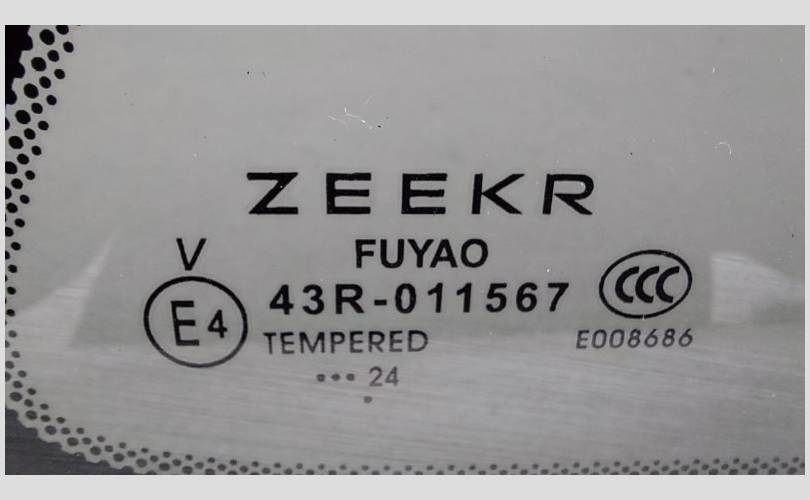 ZEEKR
V FUYAO
E4 43R-011567 CCC
TEMPERED E008686
••• 24
•